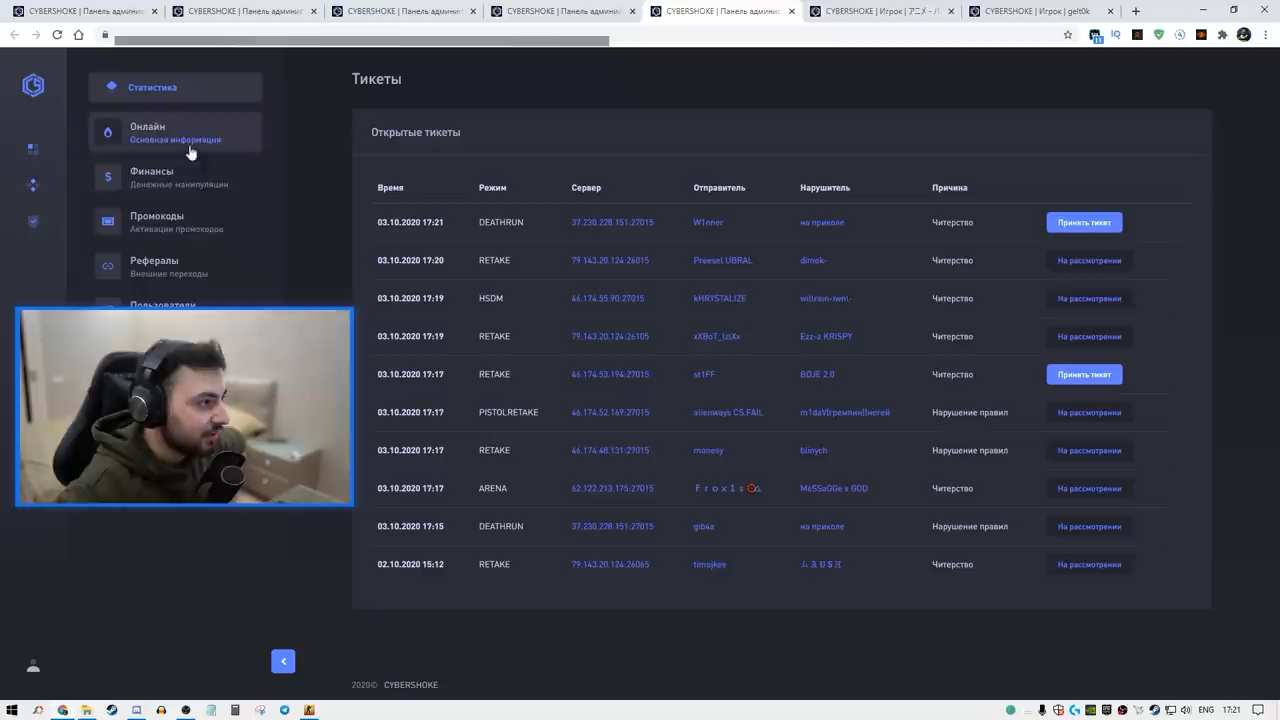 CYBERSHOKE | Панель админис
CYBERSHOKE | Панель админис
CYBERSHOKE | Панель админис
CYBERSHOKE | Панель админис
CYBERSHOKE | Панель админис
CYBERSHOKE | Игрок |
CYBERSHOKE | Игрок | gelt0k
Статистика
Онлайн
Основная информация
Финансы
Денежные манипуляции
Промокоды
Активации промокодов
Рефералы
Внешние переходы
Пользователи
Тикеты
Открытые тикеты
Время Режим Сервер Отправитель Нарушитель Причина
03.10.2020 17:21 DEATHRUN 37.230.228.151:27015 W1nner на приколе Читерство Принять тикет
03.10.2020 17:20 RETAKE 79.143.20.124:26015 Preesel UBRAL dimok- Читерство На рассмотрении
03.10.2020 17:19 HSDM 46.174.55.90:27015 kHRYSTALIZE Читерство На рассмотрении
03.10.2020 17:19 RETAKE 79.143.20.124:26105 Ezz-z KRISPY Читерство На рассмотрении
03.10.2020 17:17 RETAKE 46.174.53.194:27015 st1FF BOJE 2.0 Читерство Принять тикет
03.10.2020 17:17 PISTOLRETAKE 46.174.52.169:27015 alienways CS.FAIL Нарушение правил На рассмотрении
03.10.2020 17:17 RETAKE 46.174.48.131:27015 monesy blinych Нарушение правил На рассмотрении
03.10.2020 17:17 ARENA 62.122.213.175:27015 F r o x 1 s MeSSaGGe x GOD Читерство На рассмотрении
03.10.2020 17:15 DEATHRUN 37.230.228.151:27015 gib4a на приколе Нарушение правил На рассмотрении
02.10.2020 15:12 RETAKE 79.143.20.124:26065 timojkee Читерство На рассмотрении
2020© CYBERSHOKE
ENG 17:21